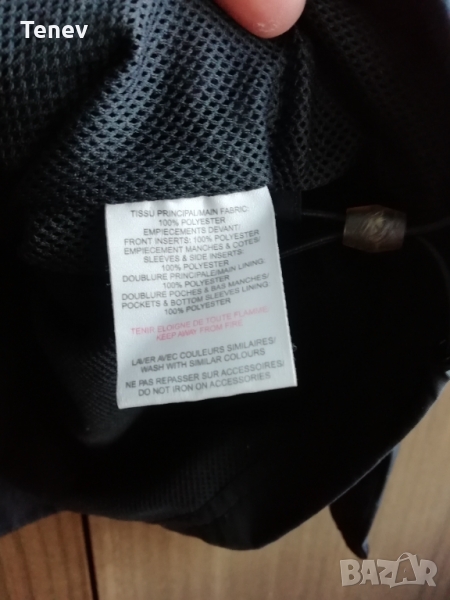 Tenev
TISSU PRINCIPAL/MAIN FABRIC:
100% POLYESTER
EMPIECEMENTS DEVANT/
FRONT INSERTS: 100% POLYESTER
EMPIECEMENT MANCHES & COTES/
SLEEVES & SIDE INSERTS:
100% POLYESTER
DOUBLURE PRINCIPALE/MAIN LINING:
100% POLYESTER
DOUBLURE POCHES & BAS MANCHES/
POCKETS & BOTTOM SLEEVES LINING:
100% POLYESTER
TENIR ELOIGNE DE TOUTE FLAMME
KEEP AWAY FROM FIRE
LAVER AVEC COULEURS SIMILAIRES/
WASH WITH SIMILAR COLOURS
NE PAS REPASSER SUR ACCESSOIRES/
DO NOT IRON ON ACCESSORIES
BAZAR